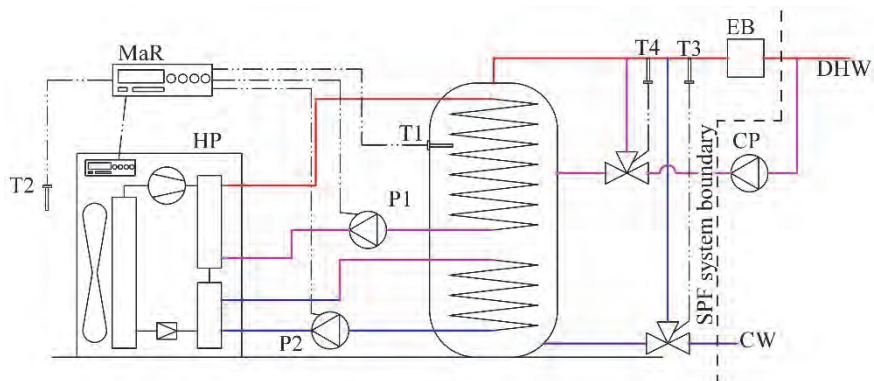 EB
T4 T3
MaR
DHW
HP
T1
CP
T2
P1
SPF system boundary
P2
CW